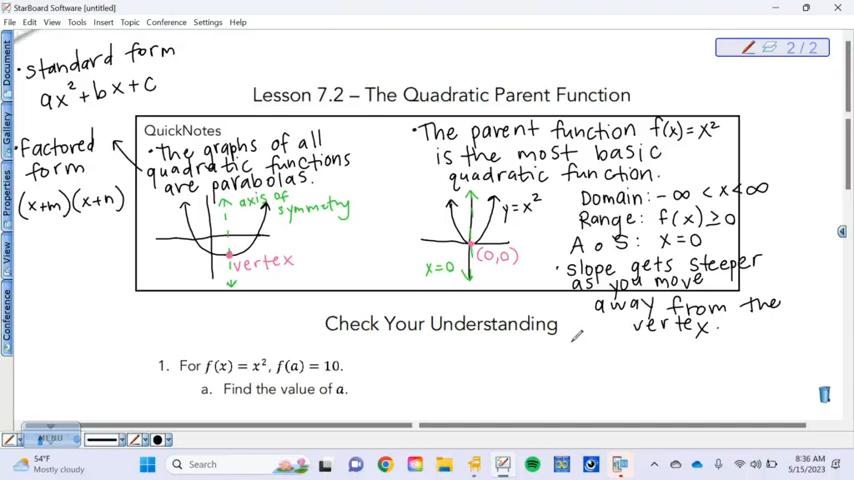 StarBoard Software [untitled]
File Edit View Tools Topic Conference Settings Help
Document
Gallery
Properties
View
Conference
2/2
• standard form
ax² + bx + c
• Factored
form
(x+m)(x+n)
Lesson 7.2 – The Quadratic Parent Function
QuickNotes
• The graphs of all
quadratic functions
are parabolas.
axis of
symmetry
vertex
• The parent function f(x) = x²
is the most basic
quadratic function.
y = x²
x=0
(0,0)
Domain: -∞ < x < ∞
Range: f(x) ≥ 0
A o S: x = 0
• slope gets steeper
as you move
away from the
vertex.
Check Your Understanding
1. For f(x) = x², f(a) = 10.
a. Find the value of a.
MENU
54°F
Mostly cloudy
Search
8:36 AM
5/15/2023